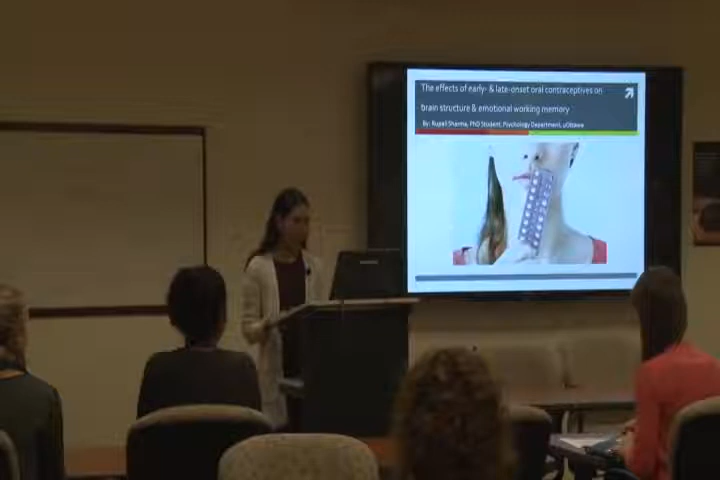 The effects of early- & late-onset oral contraceptives on
brain structure & emotional working memory
By: Rupali Sharma, PhD Student, Psychology Department, uOttawa